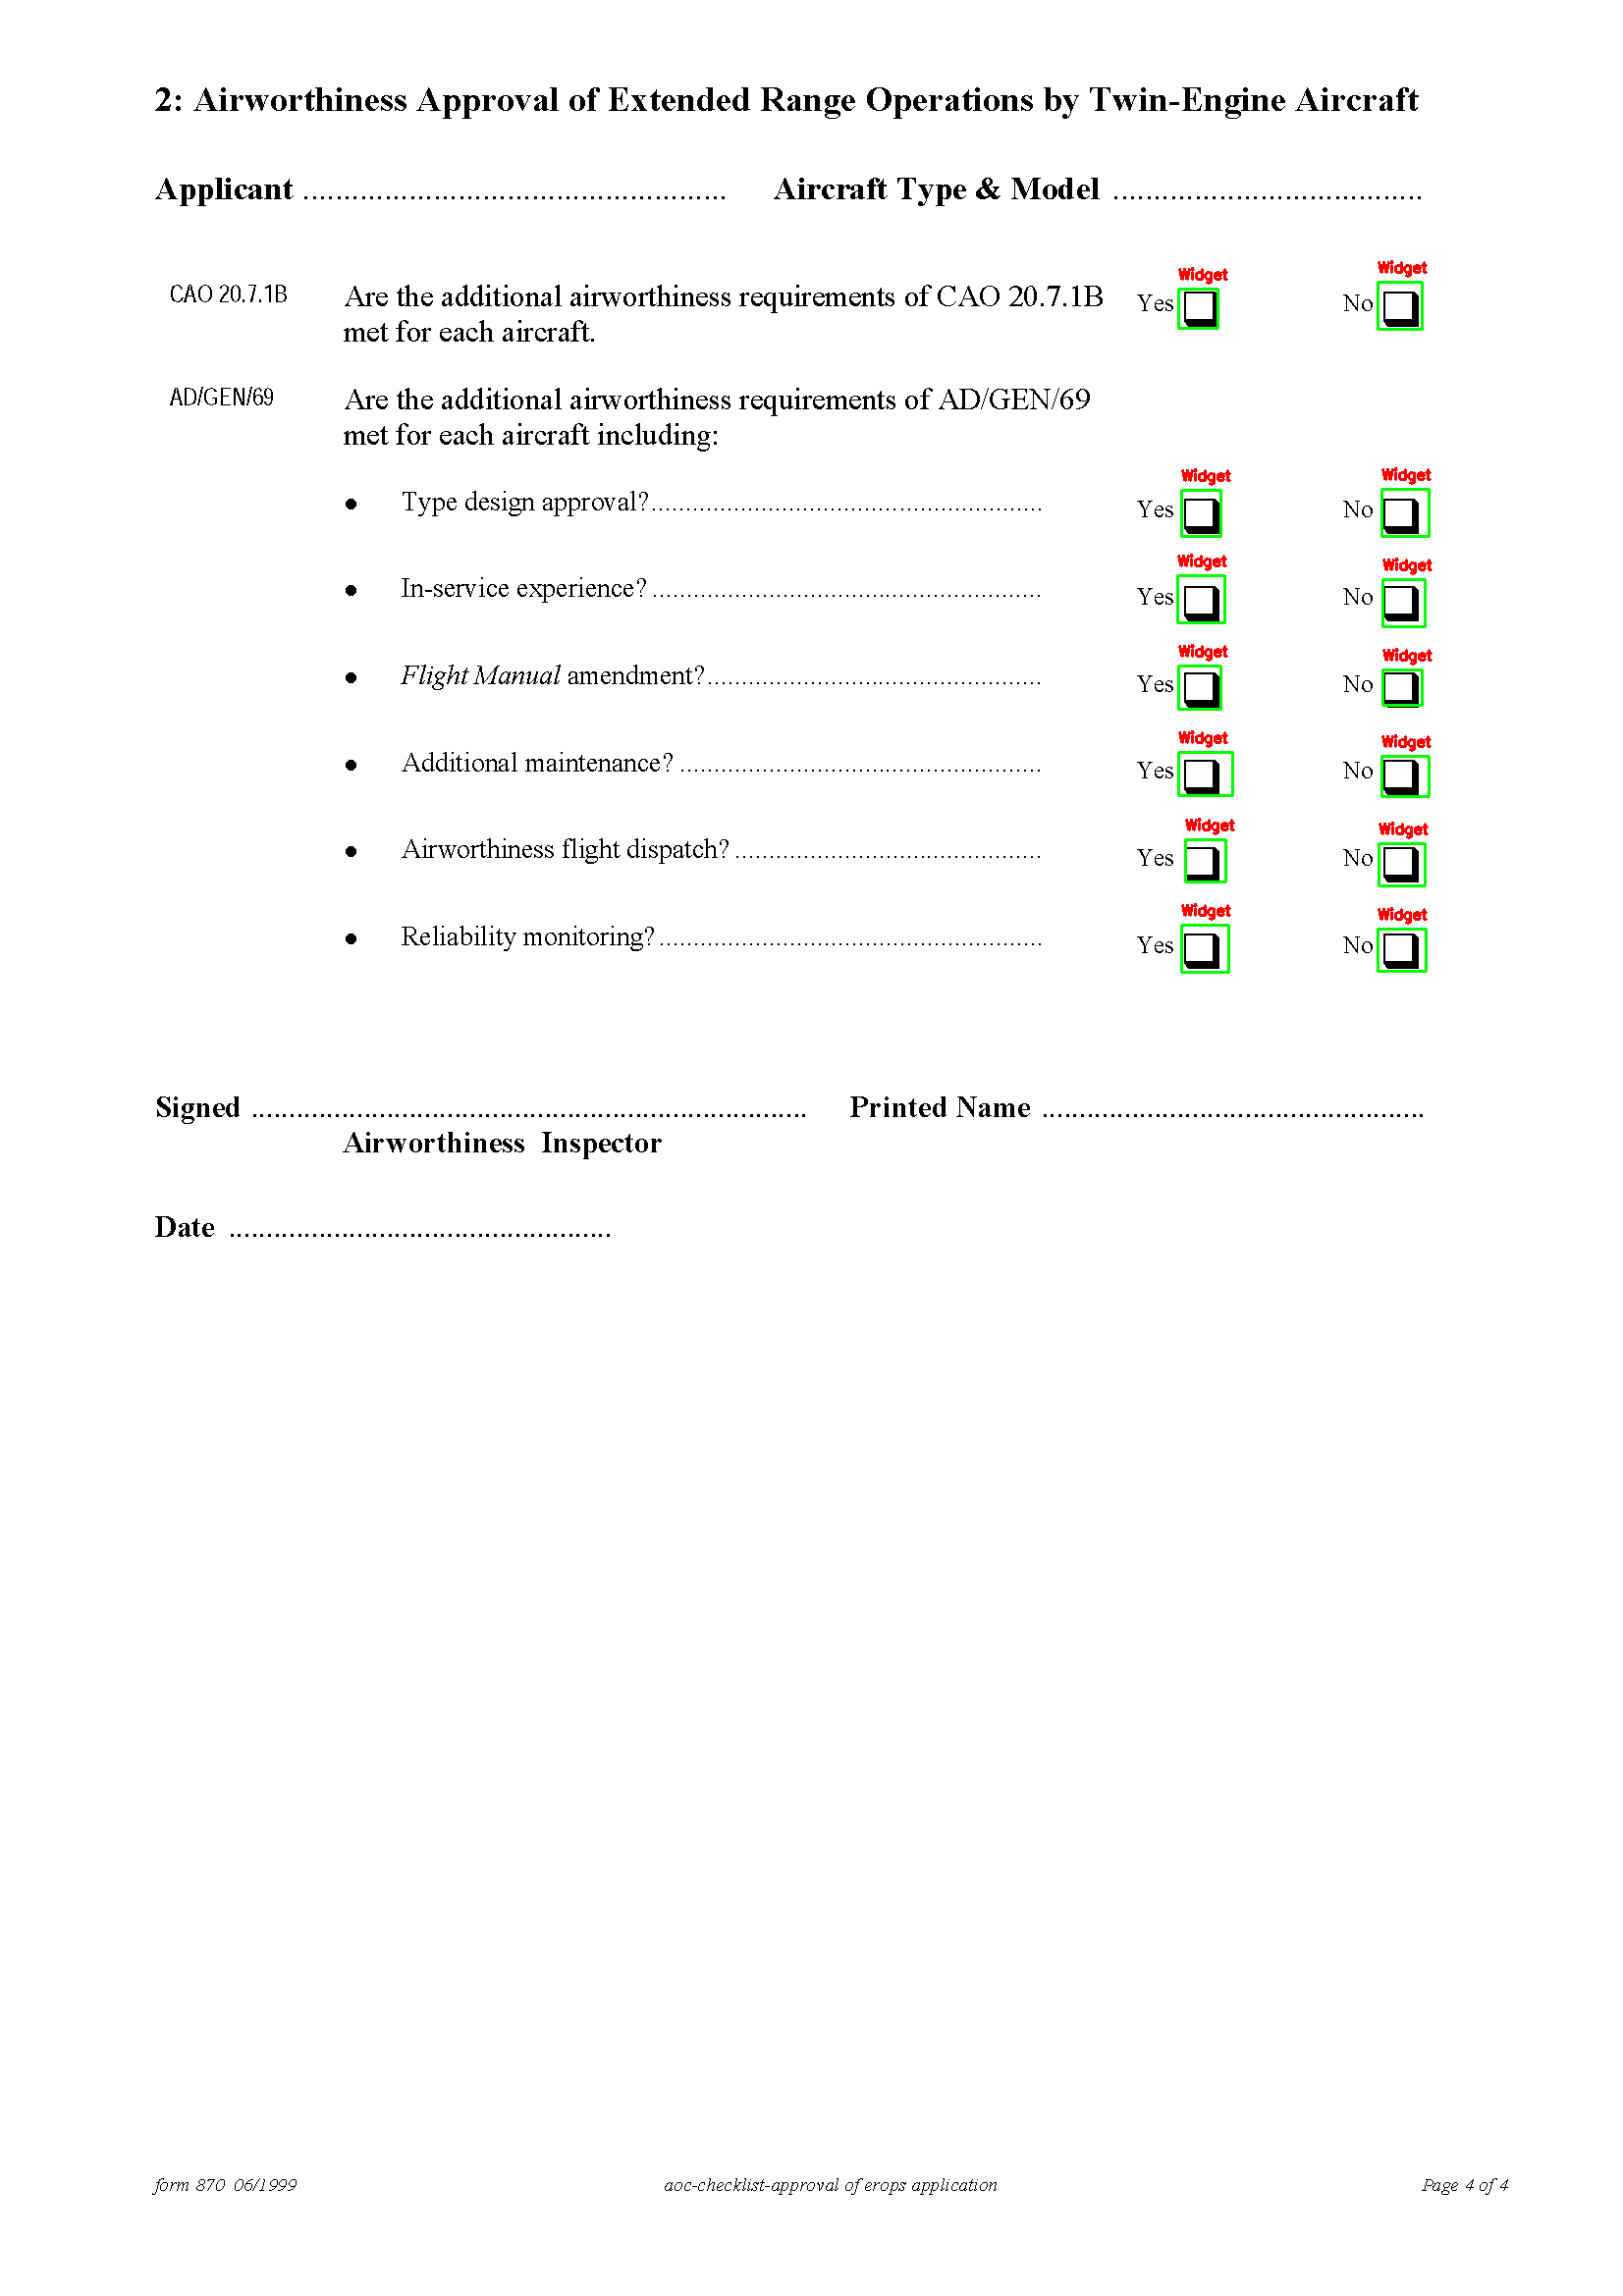 2: Airworthiness Approval of Extended Range Operations by Twin-Engine Aircraft
Applicant .................................................... Aircraft Type & Model ......................................
Widget Widget
CAO 20.7.1B Are the additional airworthiness requirements of CAO 20.7.1B Yes No
met for each aircraft.
AD/GEN/69 Are the additional airworthiness requirements of AD/GEN/69
met for each aircraft including:
Widget Widget
• Type design approval?......................................................... Yes No
Widget Widget
• In-service experience? ......................................................... Yes No
Widget Widget
• Flight Manual amendment?................................................. Yes No
Widget Widget
• Additional maintenance? ..................................................... Yes No
Widget Widget
• Airworthiness flight dispatch? ............................................. Yes No
Widget Widget
• Reliability monitoring? ........................................................ Yes No
Signed .......................................................................... Printed Name ...................................................
Airworthiness Inspector
Date ...................................................
form 870 06/1999 aoc-checklist-approval of erops application Page 4 of 4